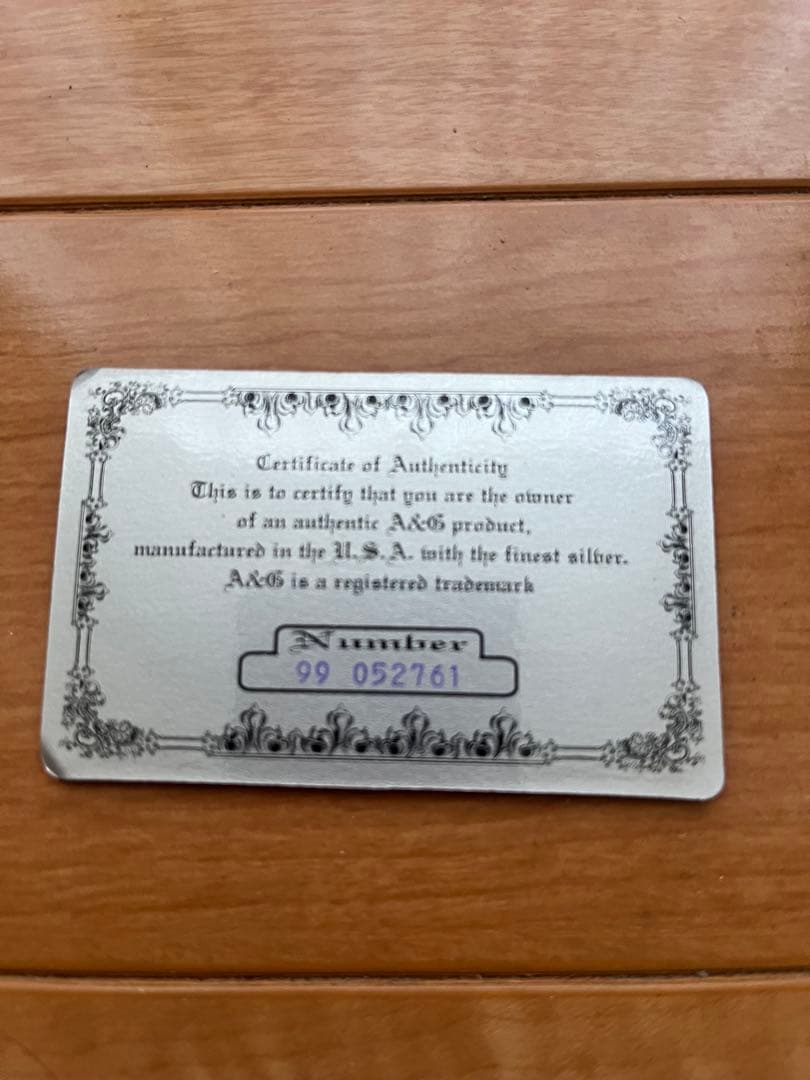 Certificate of Authenticity
This is to certify that you are the owner
of an authentic A&G product,
manufactured in the U.S.A. with the finest silver.
A&G is a registered trademark
Number
99 052761